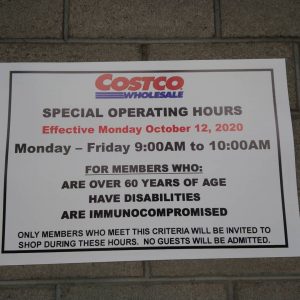 COSTCO
WHOLESALE
SPECIAL OPERATING HOURS
Effective Monday October 12, 2020
Monday – Friday 9:00AM to 10:00AM
FOR MEMBERS WHO:
ARE OVER 60 YEARS OF AGE
HAVE DISABILITIES
ARE IMMUNOCOMPROMISED
ONLY MEMBERS WHO MEET THIS CRITERIA WILL BE INVITED TO
SHOP DURING THESE HOURS. NO GUESTS WILL BE ADMITTED.